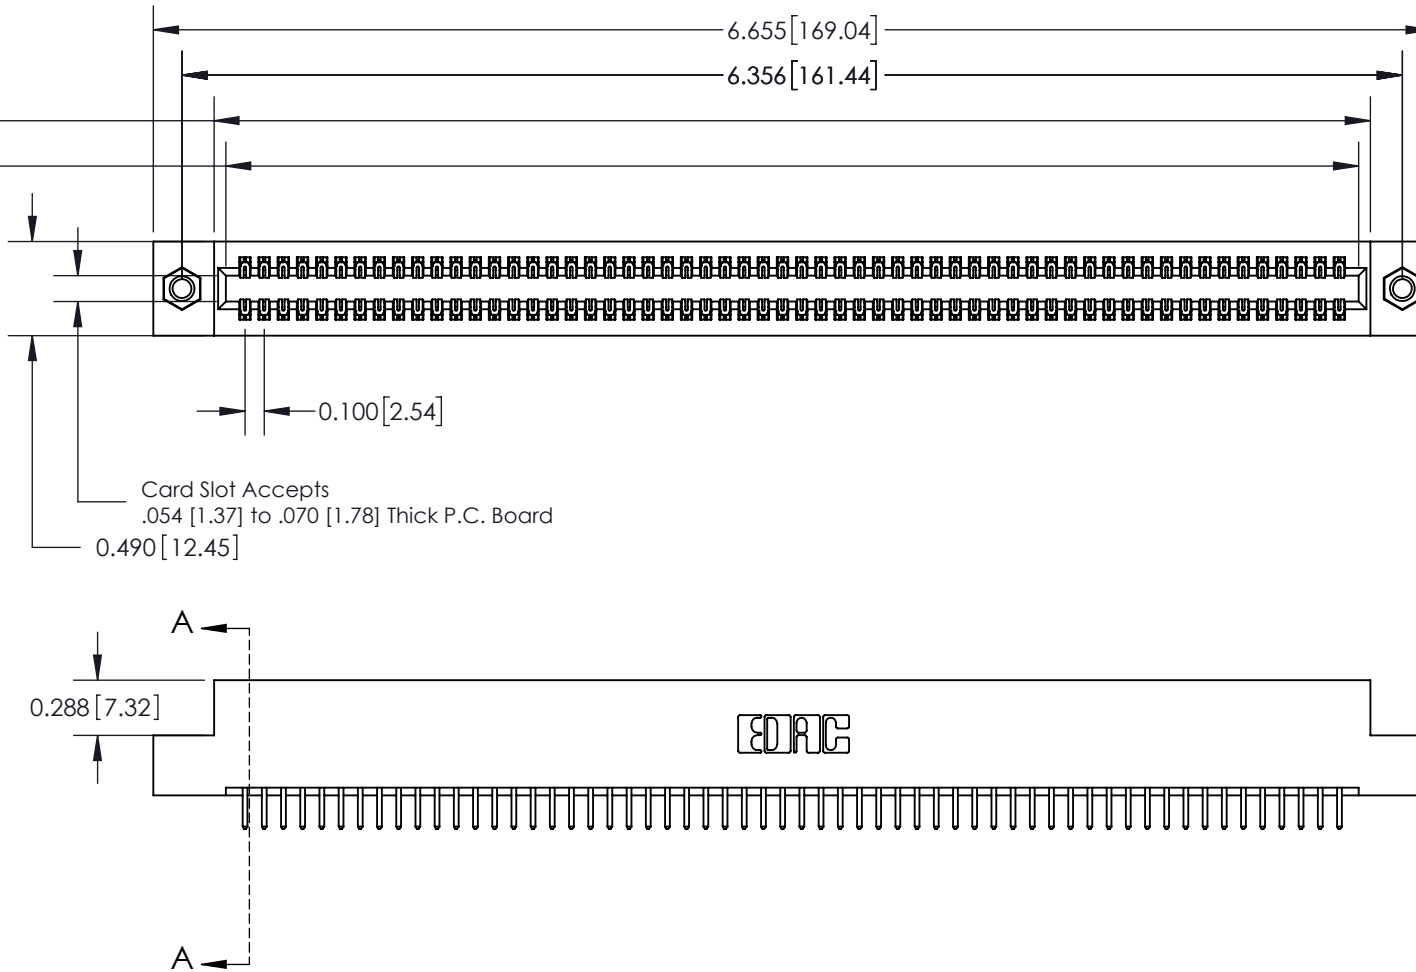 6.655[169.04]
6.356[161.44]
0.100[2.54]
Card Slot Accepts
.054 [1.37] to .070 [1.78] Thick P.C. Board
0.490[12.45]
A
0.288[7.32]
EDAC
A